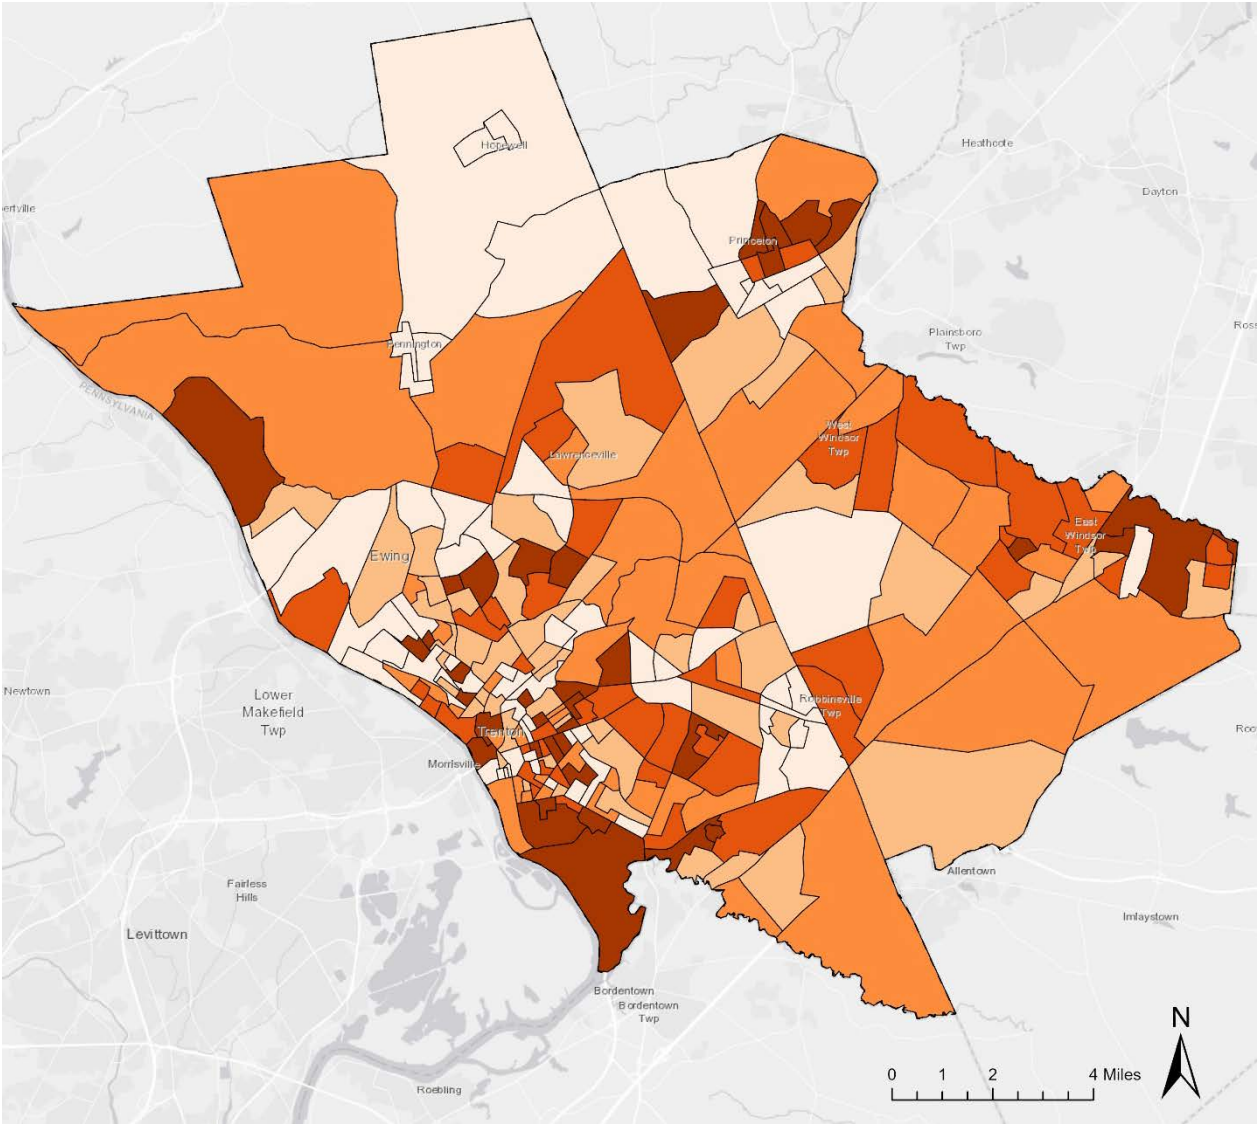 Hopewell
Heathcote
Dayton
Princeton
Plainsboro
Twp
Pennington
PENNSYLVANIA
West
Windsor
Twp
Lawrenceville
East
Windsor
Twp
Ewing
Newtown
Lower
Makefield
Twp
Robbinsville
Twp
Trenton
Morrisville
Allentown
Fairless
Hills
Imlaystown
Levittown
Bordentown
Bordentown
Twp
N
0 1 2 4 Miles
Roebling